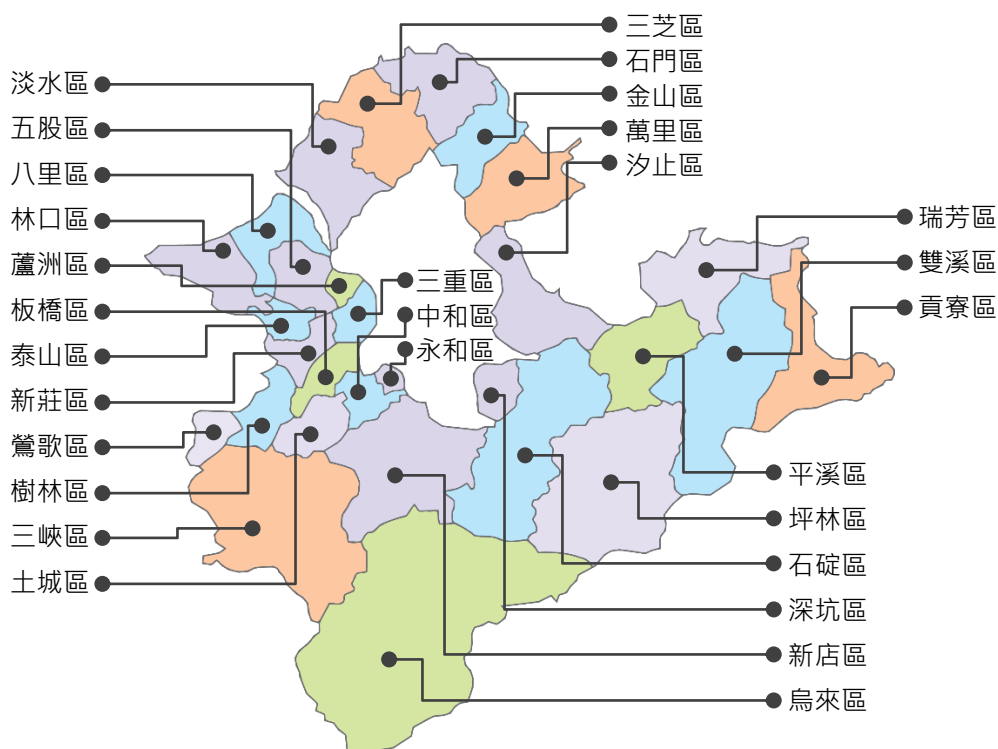 三芝區
石門區
金山區
萬里區
汐止區
淡水區
五股區
八里區
林口區
蘆洲區
板橋區
泰山區
新莊區
鶯歌區
樹林區
三峽區
土城區
三重區
中和區
永和區
瑞芳區
雙溪區
貢寮區
平溪區
坪林區
石碇區
深坑區
新店區
烏來區